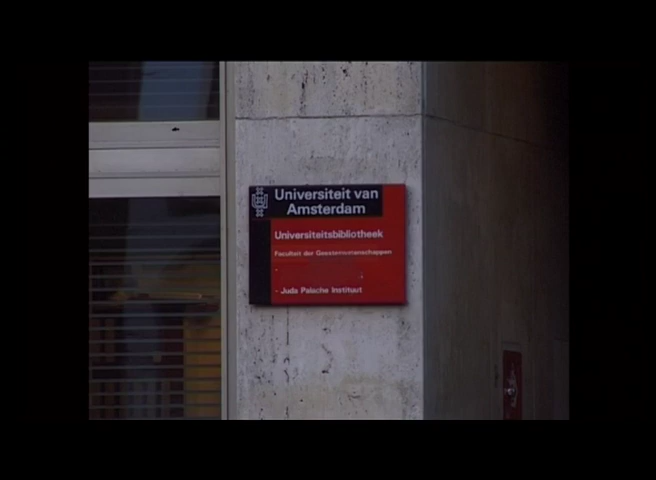 Universiteit van
Amsterdam
Universiteitsbibliotheek
Faculteit der Geesteswetenschappen
-
- Juda Palache Instituut